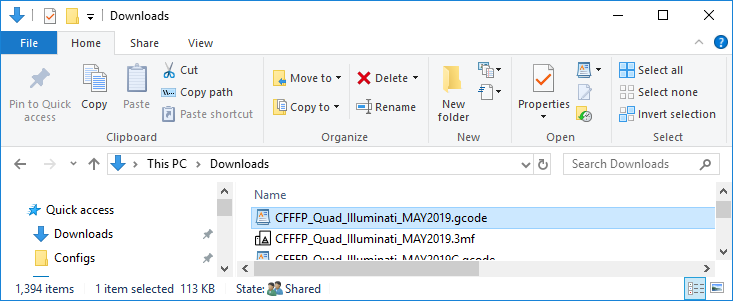 Downloads
File Home Share View
Pin to Quick access
Copy
Paste
Cut
Copy path
Paste shortcut
Clipboard
Move to
Copy to
Delete
Rename
Organize
New folder
New
Properties
Open
Select all
Select none
Invert selection
Select
This PC > Downloads
Search Downloads
Quick access
Downloads
Configs
Name
CFFFP_Quad_Illuminati_MAY2019.gcode
CFFFP_Quad_Illuminati_MAY2019.3mf
CFFFP_Quad_Illuminati_MAY2019C.gcode
1,394 items 1 item selected 113 KB State: Shared